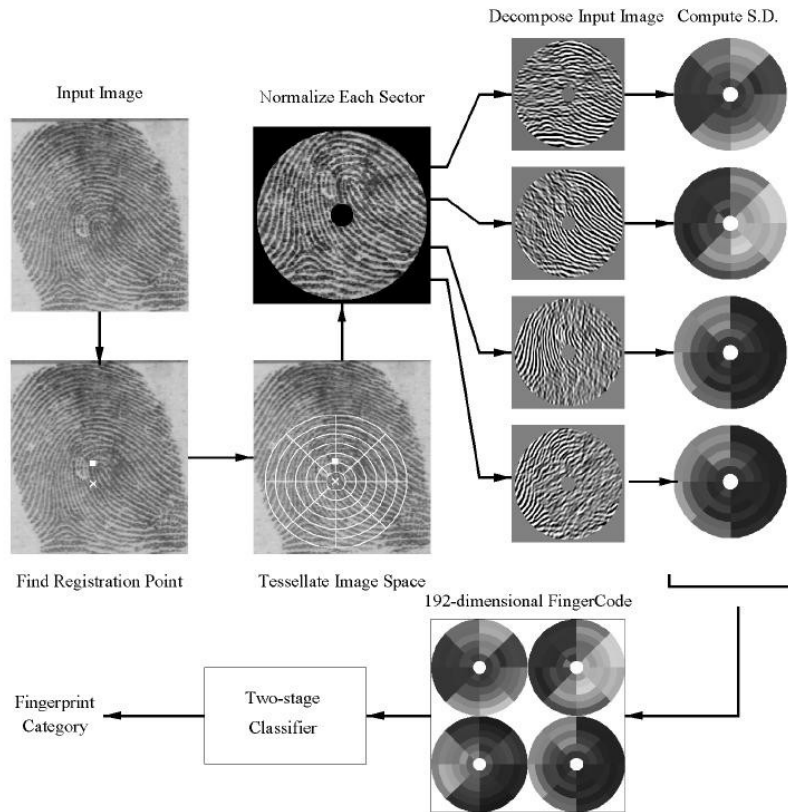 Decompose Input Image
Compute S.D.
Input Image
Normalize Each Sector
Find Registration Point
Tessellate Image Space
192-dimensional FingerCode
Two-stage
Classifier
Fingerprint
Category